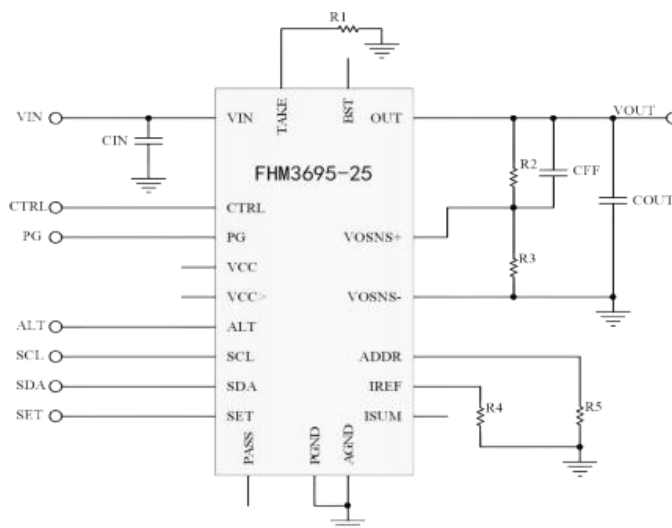 R1
VIN
VIN
TAKE
BST
OUT
VOUT
CIN
FHM3695-25
R2
CFF
COUT
CTRL
CTRL
PG
PG
VOSNS+
VCC
R3
VCC>
VOSNS-
ALT
ALT
SCL
SCL
ADDR
SDA
SDA
IREF
SET
SET
ISUM
R4
R5
PASS
PGND
AGND